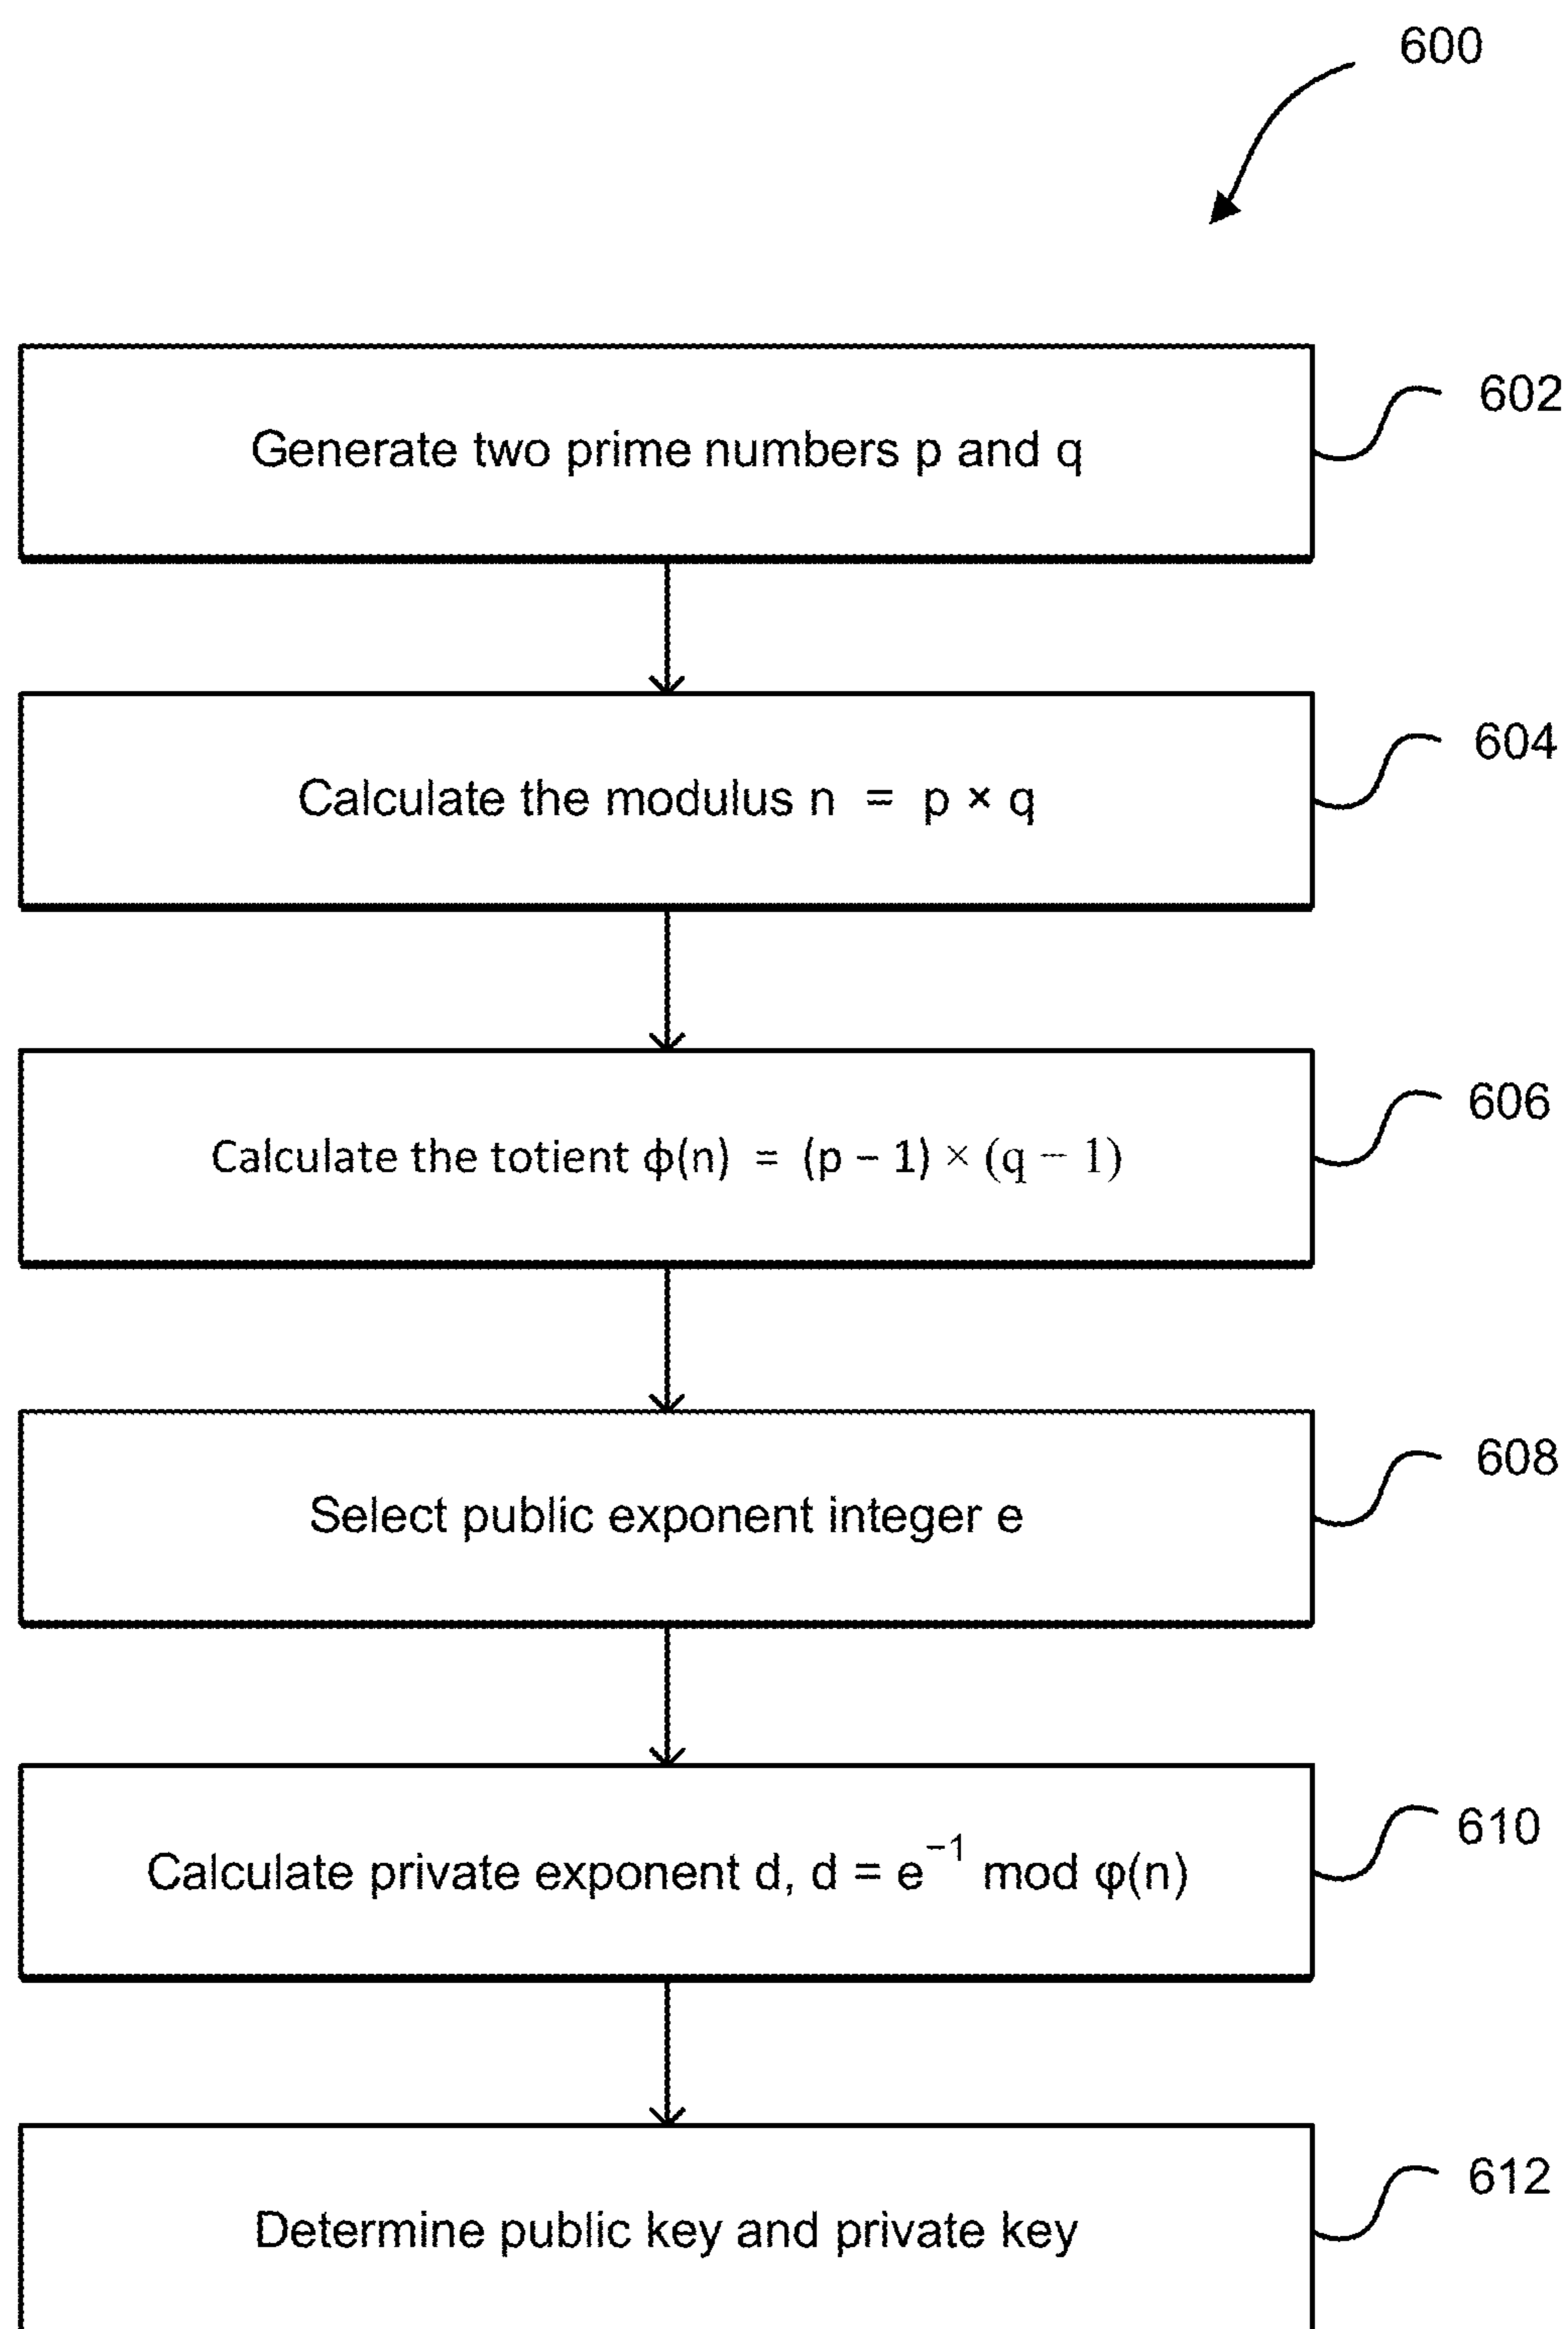 600
Generate two prime numbers p and q
602
Calculate the modulus n = p × q
604
Calculate the totient ϕ(n) = (p − 1) × (q − 1)
606
Select public exponent integer e
608
Calculate private exponent d, d = e⁻¹ mod φ(n)
610
Determine public key and private key
612